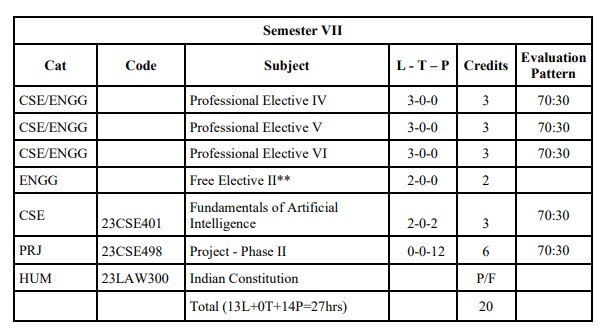 Semester VII
Cat Code Subject L - T – P Credits Evaluation Pattern
CSE/ENGG Professional Elective IV 3-0-0 3 70:30
CSE/ENGG Professional Elective V 3-0-0 3 70:30
CSE/ENGG Professional Elective VI 3-0-0 3 70:30
ENGG Free Elective II** 2-0-0 2
CSE 23CSE401 Fundamentals of Artificial Intelligence 2-0-2 3 70:30
PRJ 23CSE498 Project - Phase II 0-0-12 6 70:30
HUM 23LAW300 Indian Constitution P/F
Total (13L+0T+14P=27hrs) 20